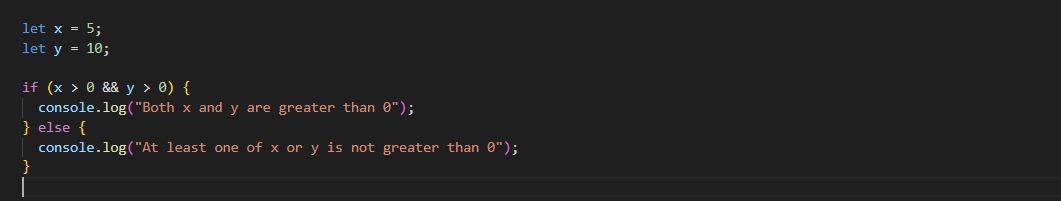 let x = 5;
let y = 10;

if (x > 0 && y > 0) {
  console.log("Both x and y are greater than 0");
} else {
  console.log("At least one of x or y is not greater than 0");
}